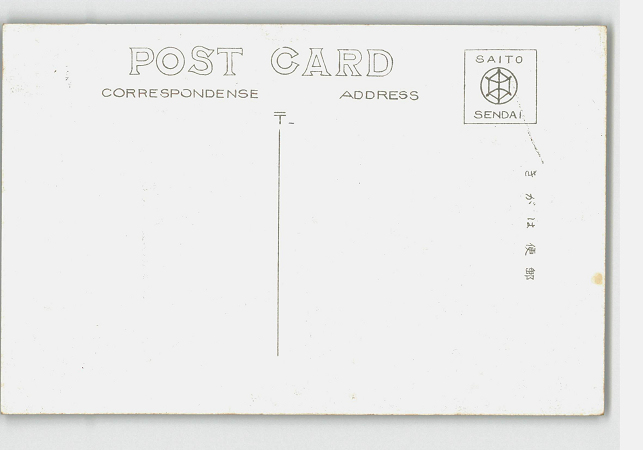 POST CARD
CORRESPONDENSE ADDRESS
〒
SAITO
SENDAI
きがは便郵